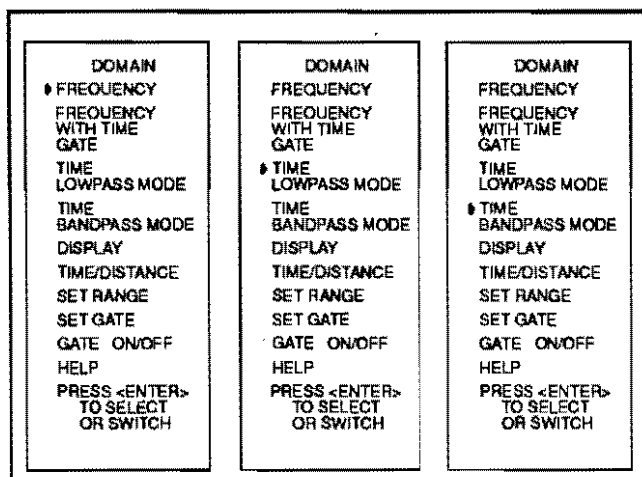 DOMAIN
FREQUENCY
FREQUENCY
WITH TIME
GATE
TIME
LOWPASS MODE
TIME
BANDPASS MODE
DISPLAY
TIME/DISTANCE
SET RANGE
SET GATE
GATE ON/OFF
HELP
PRESS <ENTER>
TO SELECT
OR SWITCH
DOMAIN
FREQUENCY
FREQUENCY
WITH TIME
GATE
TIME
LOWPASS MODE
TIME
BANDPASS MODE
DISPLAY
TIME/DISTANCE
SET RANGE
SET GATE
GATE ON/OFF
HELP
PRESS <ENTER>
TO SELECT
OR SWITCH
DOMAIN
FREQUENCY
FREQUENCY
WITH TIME
GATE
TIME
LOWPASS MODE
TIME
BANDPASS MODE
DISPLAY
TIME/DISTANCE
SET RANGE
SET GATE
GATE ON/OFF
HELP
PRESS <ENTER>
TO SELECT
OR SWITCH